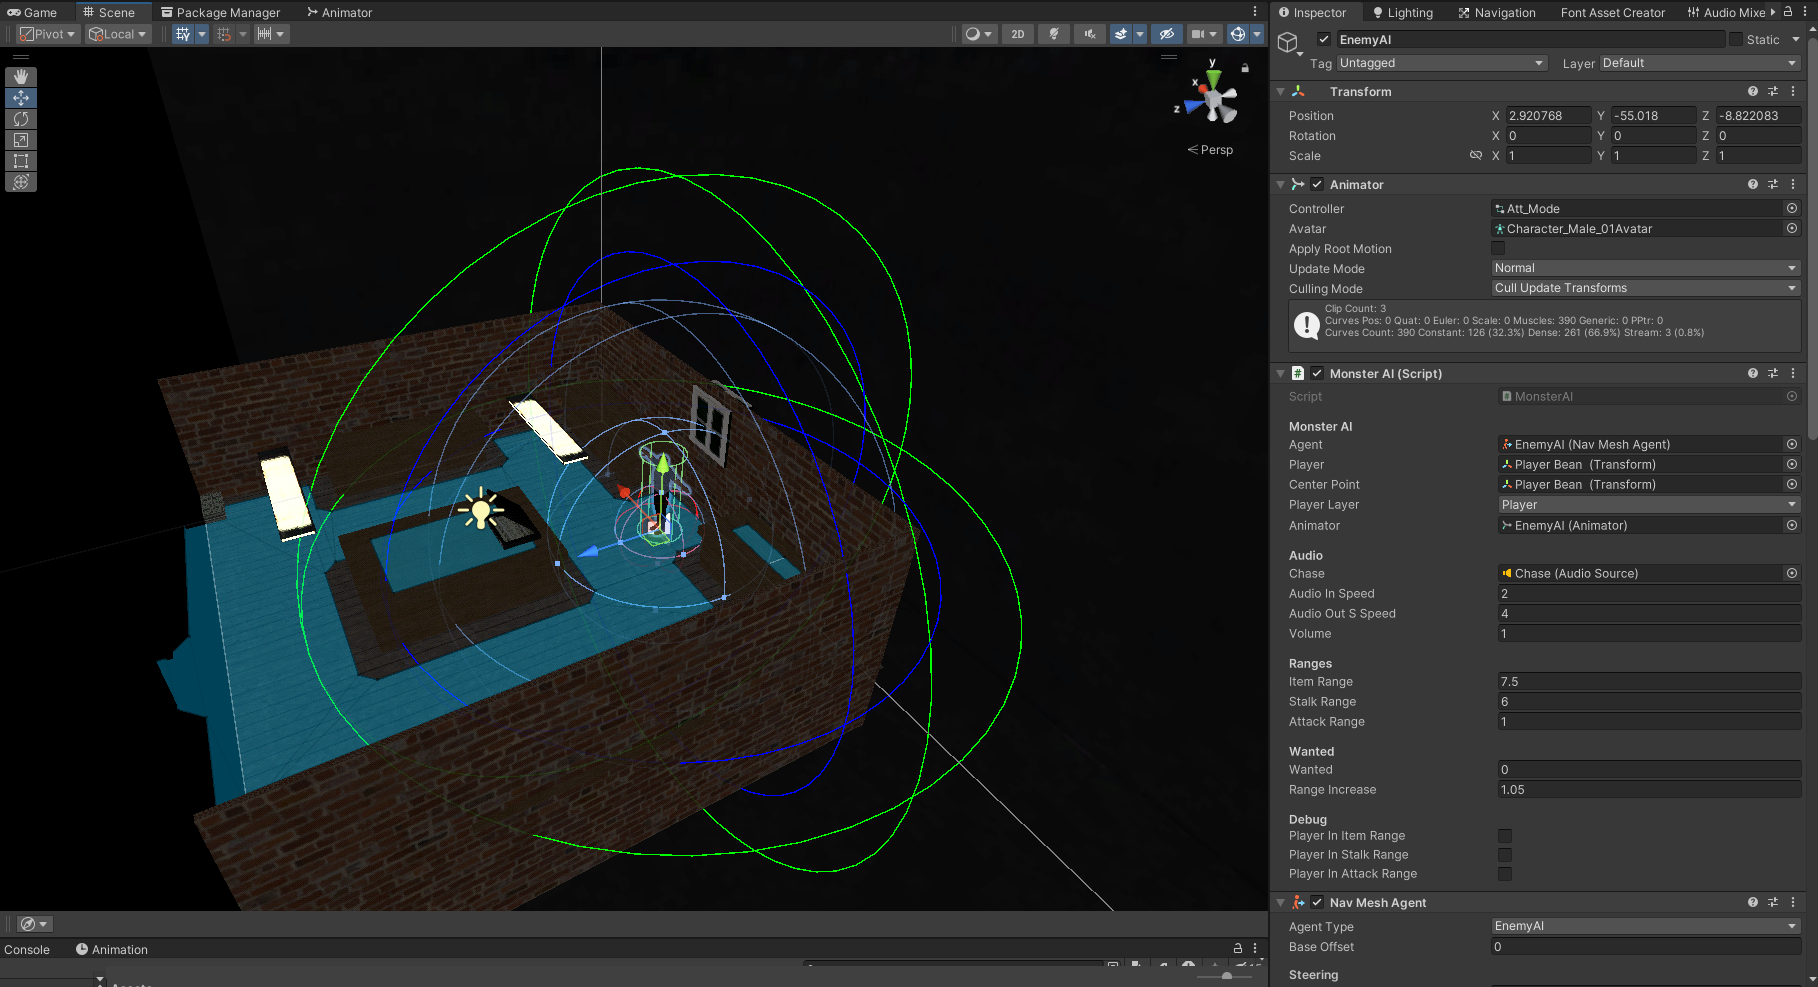 Game Scene Package Manager Animator
Pivot Local 2D
y
x
z
Persp
Console Animation
Inspector Lighting Navigation Font Asset Creator Audio Mixe
EnemyAI Static
Tag Untagged Layer Default
Transform
Position X 2.920768 Y -55.018 Z -8.822083
Rotation X 0 Y 0 Z 0
Scale X 1 Y 1 Z 1
Animator
Controller Att_Mode
Avatar Character_Male_01Avatar
Apply Root Motion
Update Mode Normal
Culling Mode Cull Update Transforms
Clip Count: 3
Curves Pos: 0 Quat: 0 Euler: 0 Scale: 0 Muscles: 390 Generic: 0 PPtr: 0
Curves Count: 390 Constant: 126 (32.3%) Dense: 261 (66.9%) Stream: 3 (0.8%)
# Monster AI (Script)
Script MonsterAI
Monster AI
Agent EnemyAI (Nav Mesh Agent)
Player Player Bean (Transform)
Center Point Player Bean (Transform)
Player Layer Player
Animator EnemyAI (Animator)
Audio
Chase Chase (Audio Source)
Audio In Speed 2
Audio Out S Speed 4
Volume 1
Ranges
Item Range 7.5
Stalk Range 6
Attack Range 1
Wanted
Wanted 0
Range Increase 1.05
Debug
Player In Item Range
Player In Stalk Range
Player In Attack Range
Nav Mesh Agent
Agent Type EnemyAI
Base Offset 0
Steering